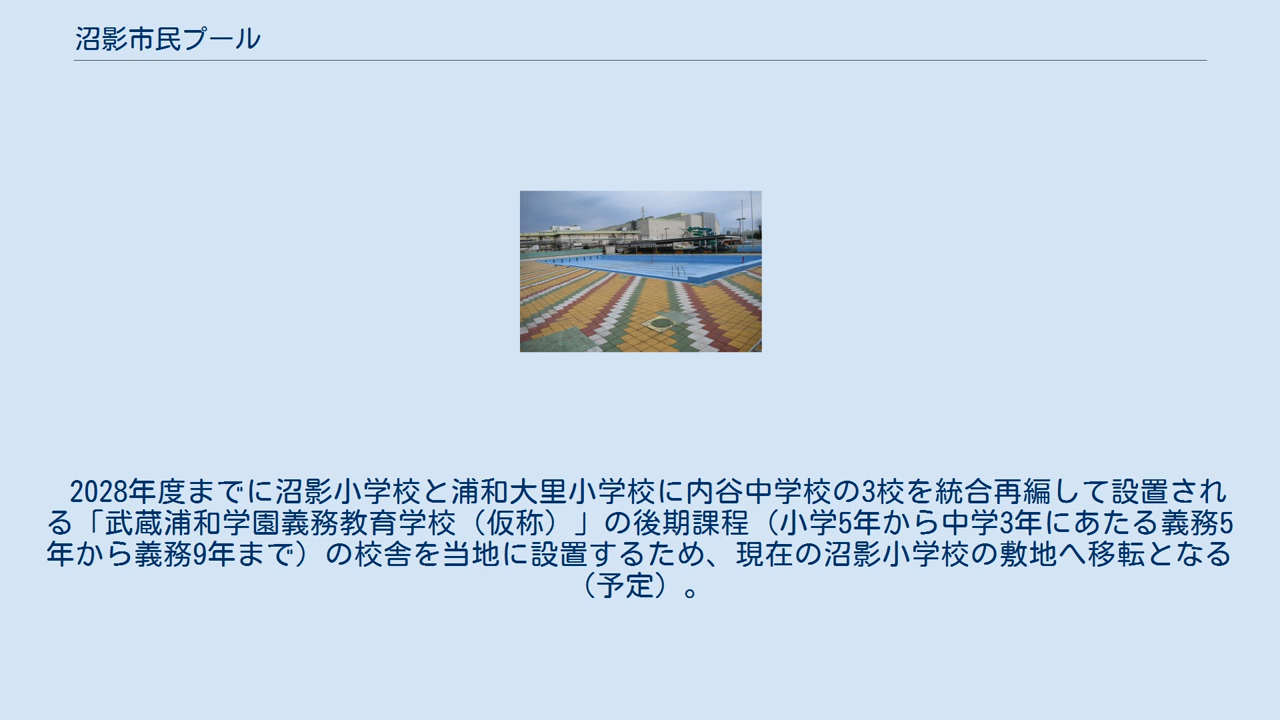 沼影市民プール
2028年度までに沼影小学校と浦和大里小学校に内谷中学校の3校を統合再編して設置され
る「武蔵浦和学園義務教育学校（仮称）」の後期課程（小学5年から中学3年にあたる義務5
年から義務9年まで）の校舎を当地に設置するため、現在の沼影小学校の敷地へ移転となる
（予定）。